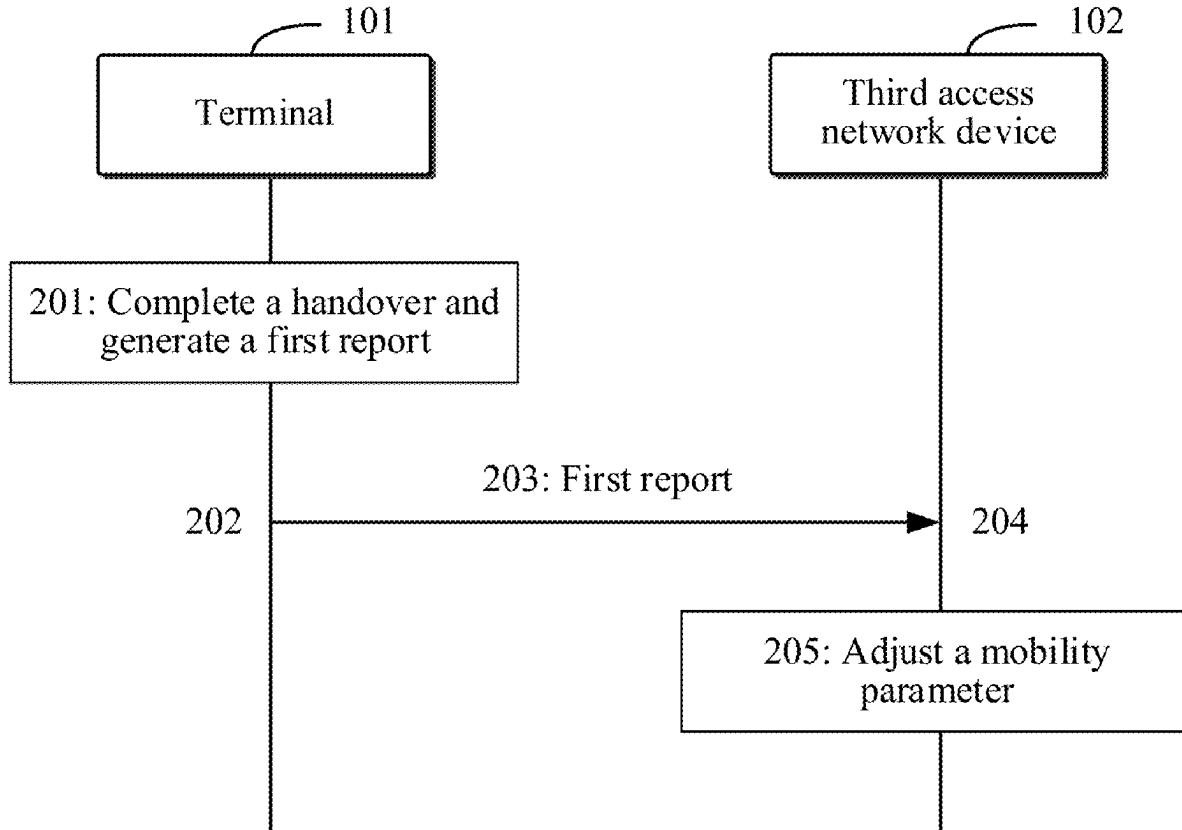 101
102
Terminal
Third access
network device
201: Complete a handover and
generate a first report
203: First report
202
204
205: Adjust a mobility
parameter